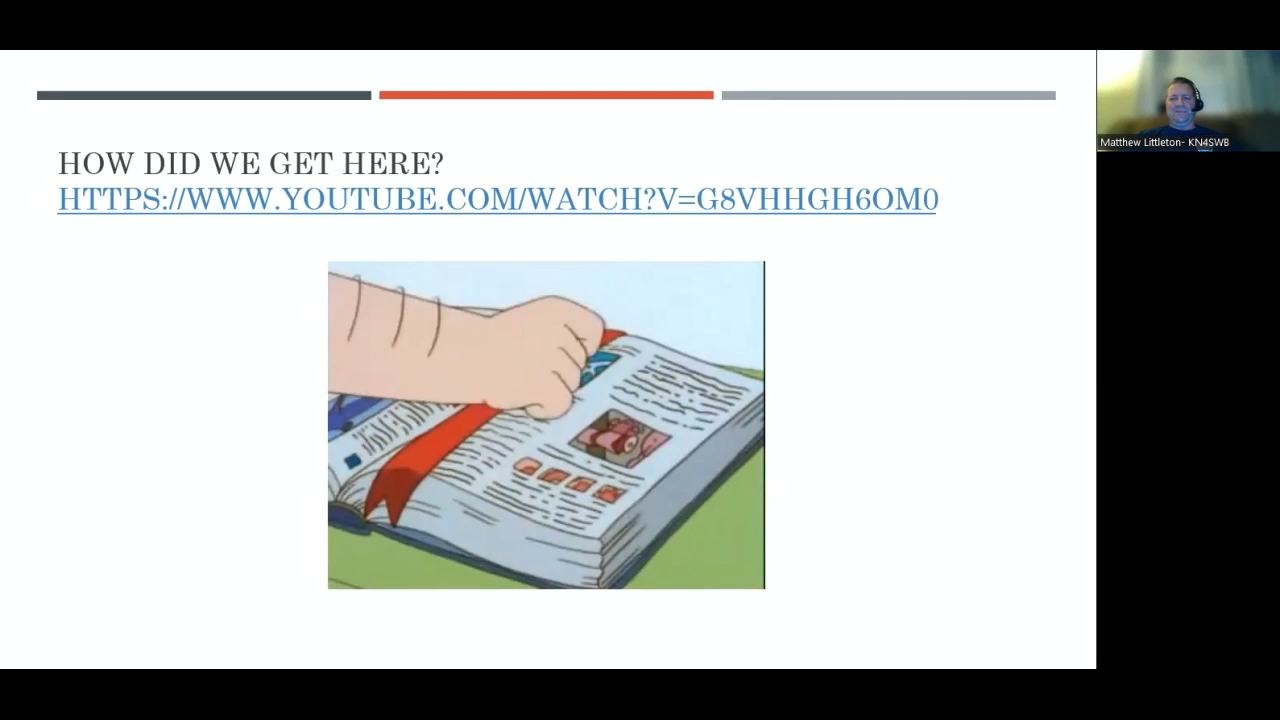 HOW DID WE GET HERE?
HTTPS://WWW.YOUTUBE.COM/WATCH?V=G8VHHGH6OM0
Matthew Littleton- KN4SWB